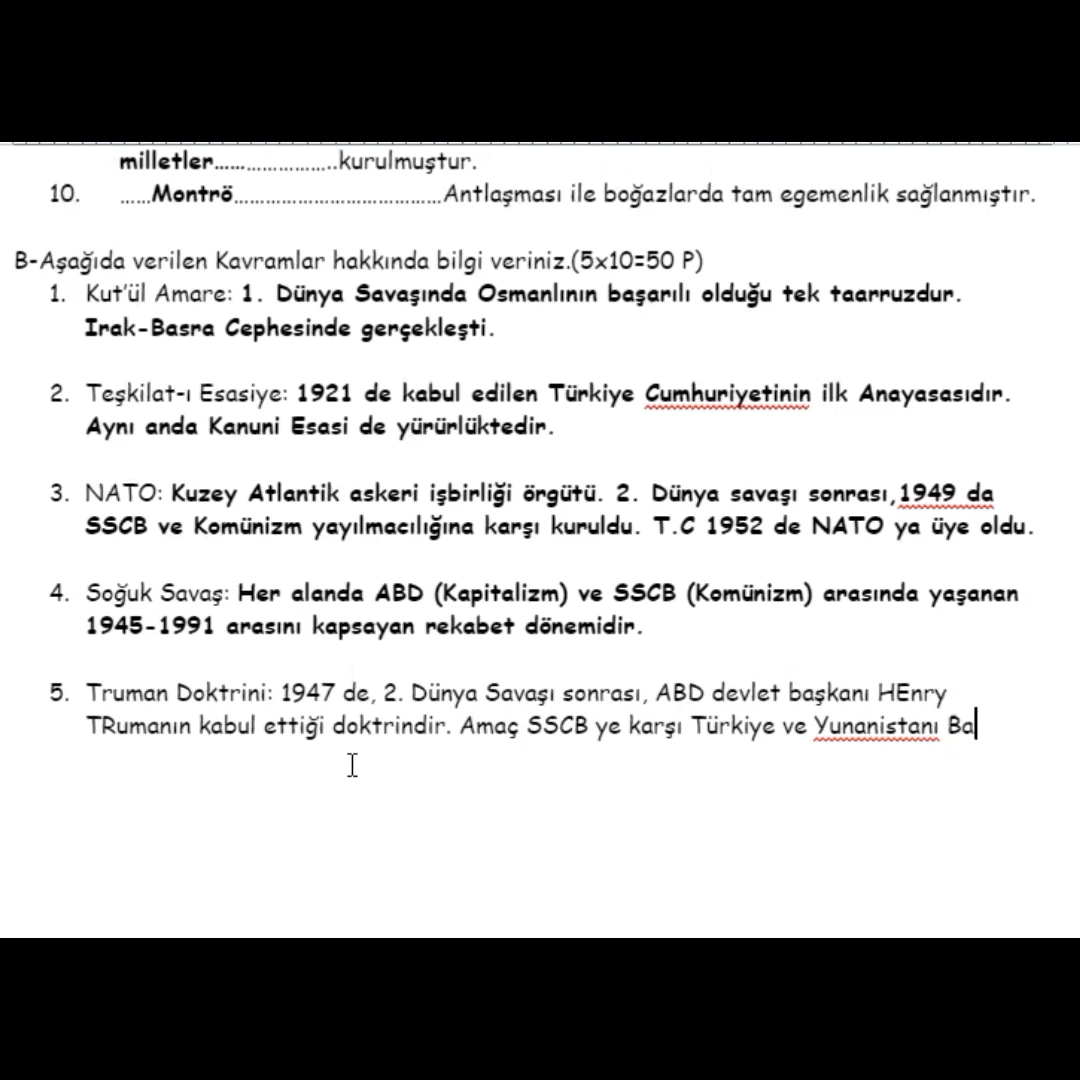 milletler.......................kurulmuştur.
10. ......Montrö.......................................Antlaşması ile boğazlarda tam egemenlik sağlanmıştır.
B-Aşağıda verilen Kavramlar hakkında bilgi veriniz.(5x10=50 P)
1. Kut'ül Amare: 1. Dünya Savaşında Osmanlının başarılı olduğu tek taarruzdur.
Irak-Basra Cephesinde gerçekleşti.
2. Teşkilat-ı Esasiye: 1921 de kabul edilen Türkiye Cumhuriyetinin ilk Anayasasıdır.
Aynı anda Kanuni Esasi de yürürlüktedir.
3. NATO: Kuzey Atlantik askeri işbirliği örgütü. 2. Dünya savaşı sonrası,1949 da
SSCB ve Komünizm yayılmacılığına karşı kuruldu. T.C 1952 de NATO ya üye oldu.
4. Soğuk Savaş: Her alanda ABD (Kapitalizm) ve SSCB (Komünizm) arasında yaşanan
1945-1991 arasını kapsayan rekabet dönemidir.
5. Truman Doktrini: 1947 de, 2. Dünya Savaşı sonrası, ABD devlet başkanı HEnry
TRumanın kabul ettiği doktrindir. Amaç SSCB ye karşı Türkiye ve Yunanistanı Ba